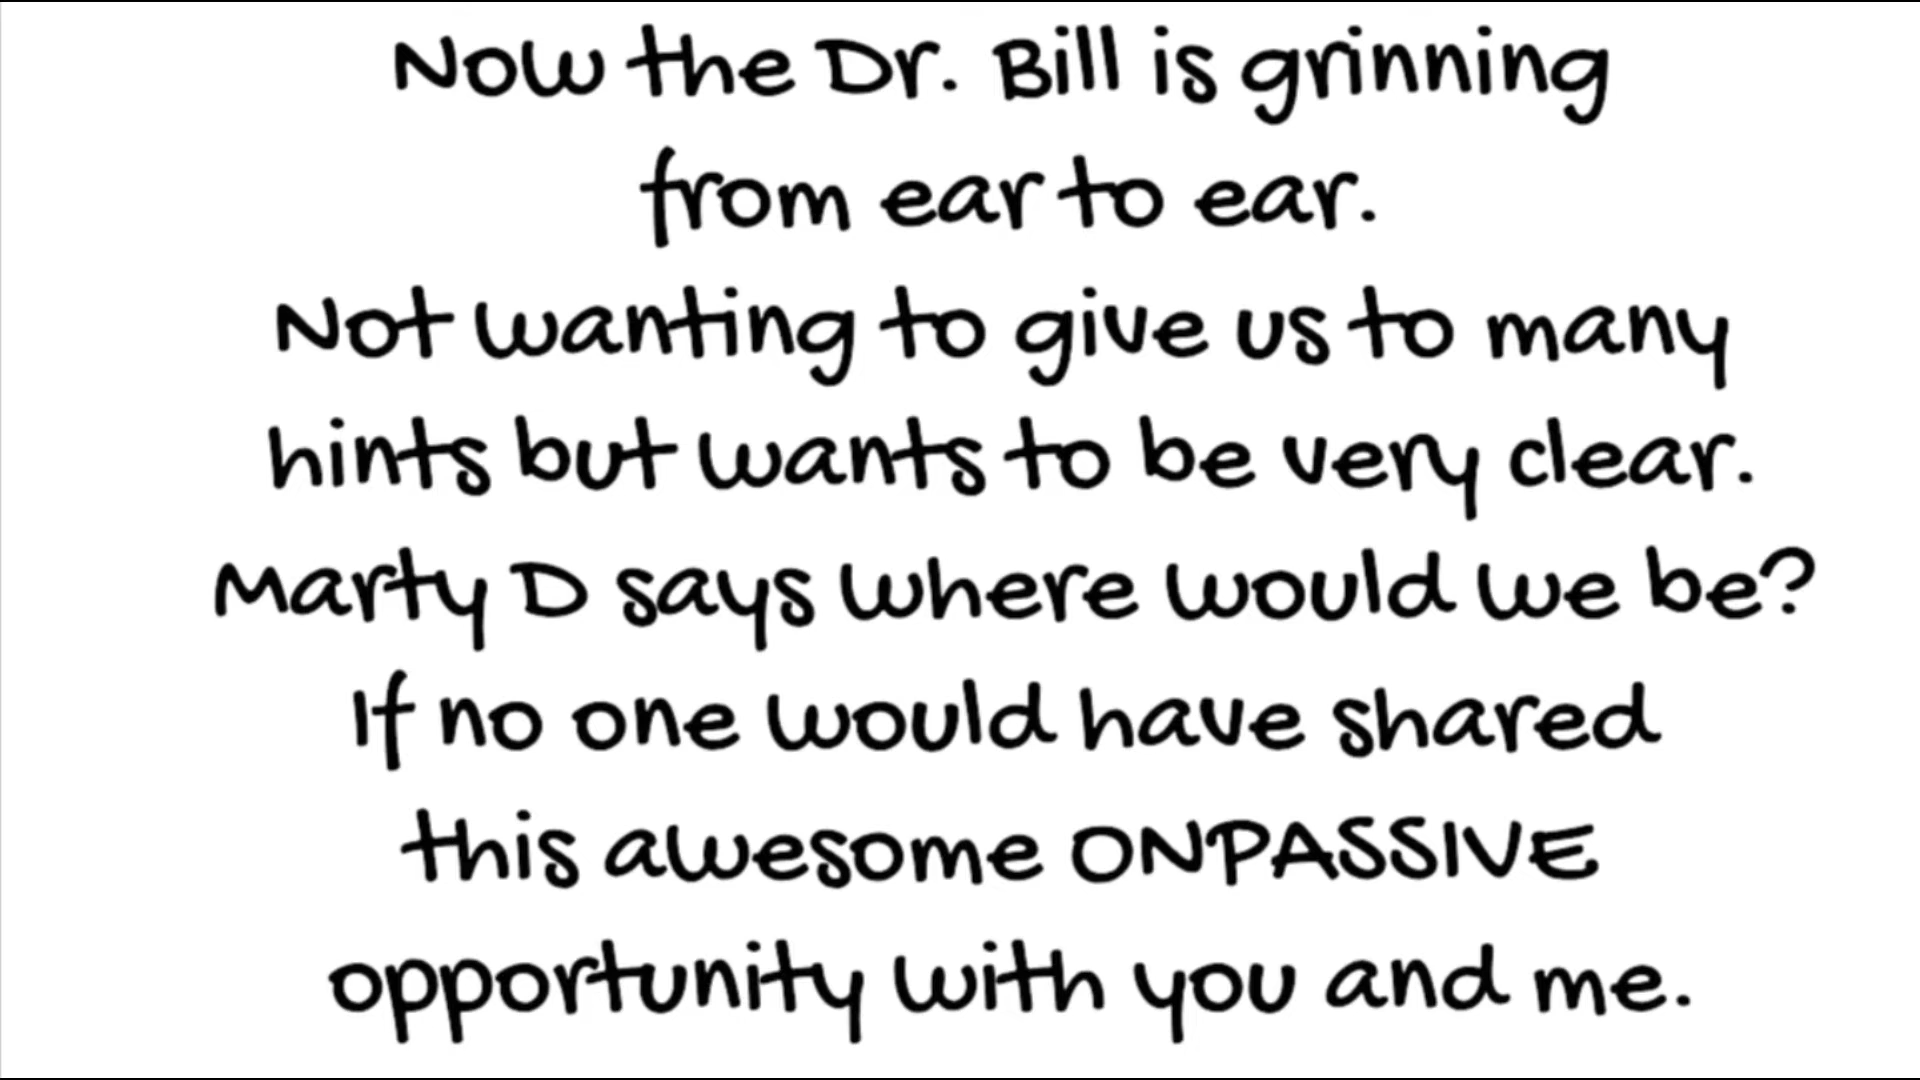 Now the Dr. Bill is grinning
from ear to ear.
Not wanting to give us to many
hints but wants to be very clear.
Marty D says where would we be?
If no one would have shared
this awesome ONPASSIVE
opportunity with you and me.